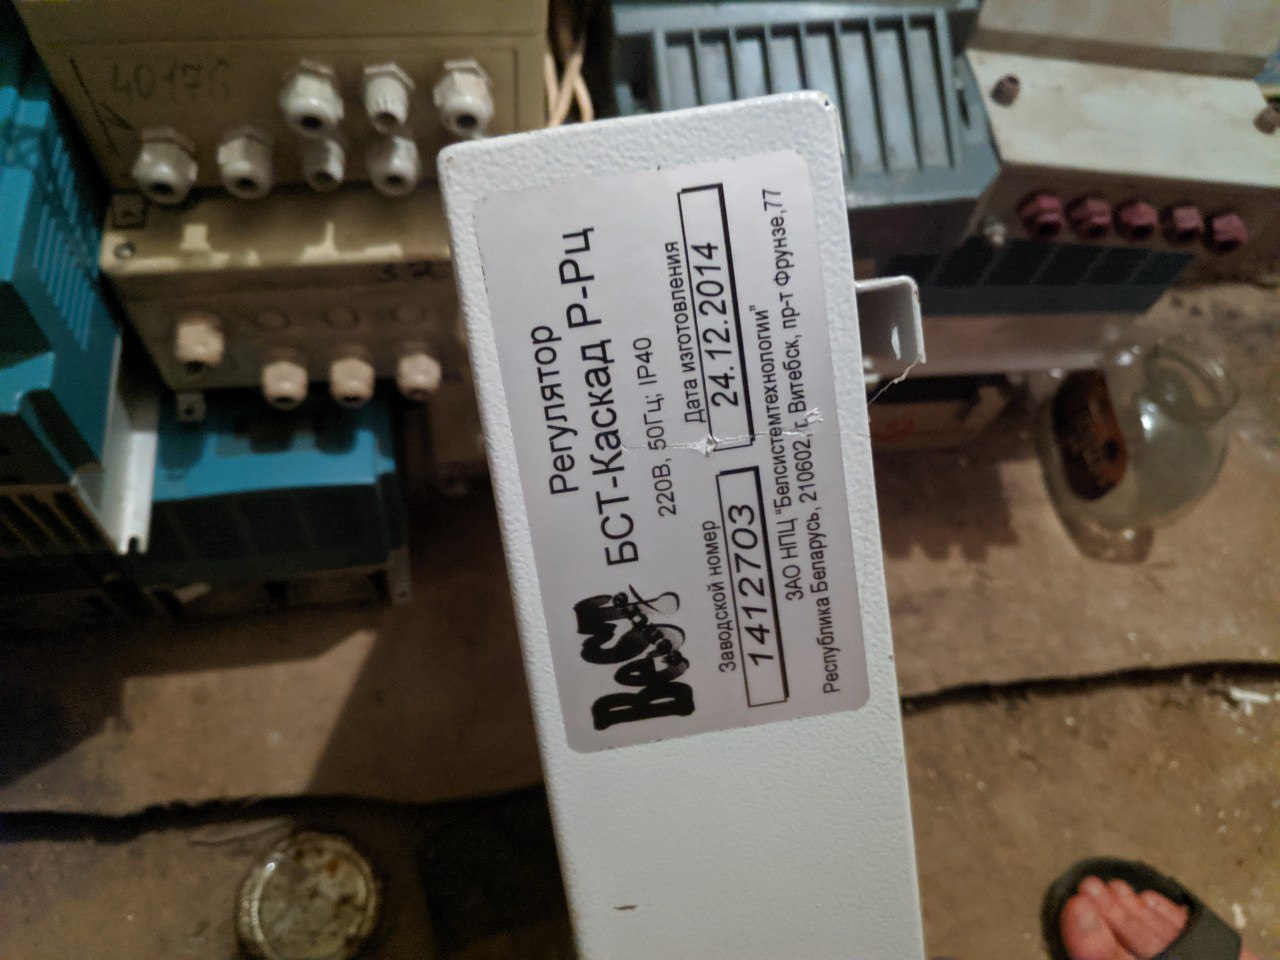 Регулятор
БСТ-Каскад Р-Рц
220В, 50Гц; IP40
Заводской номер
1412703
Дата изготовления
24.12.2014
ЗАО НПЦ "Белсистемтехнологии"
Республика Беларусь, 210602, г. Витебск, пр-т Фрунзе,77